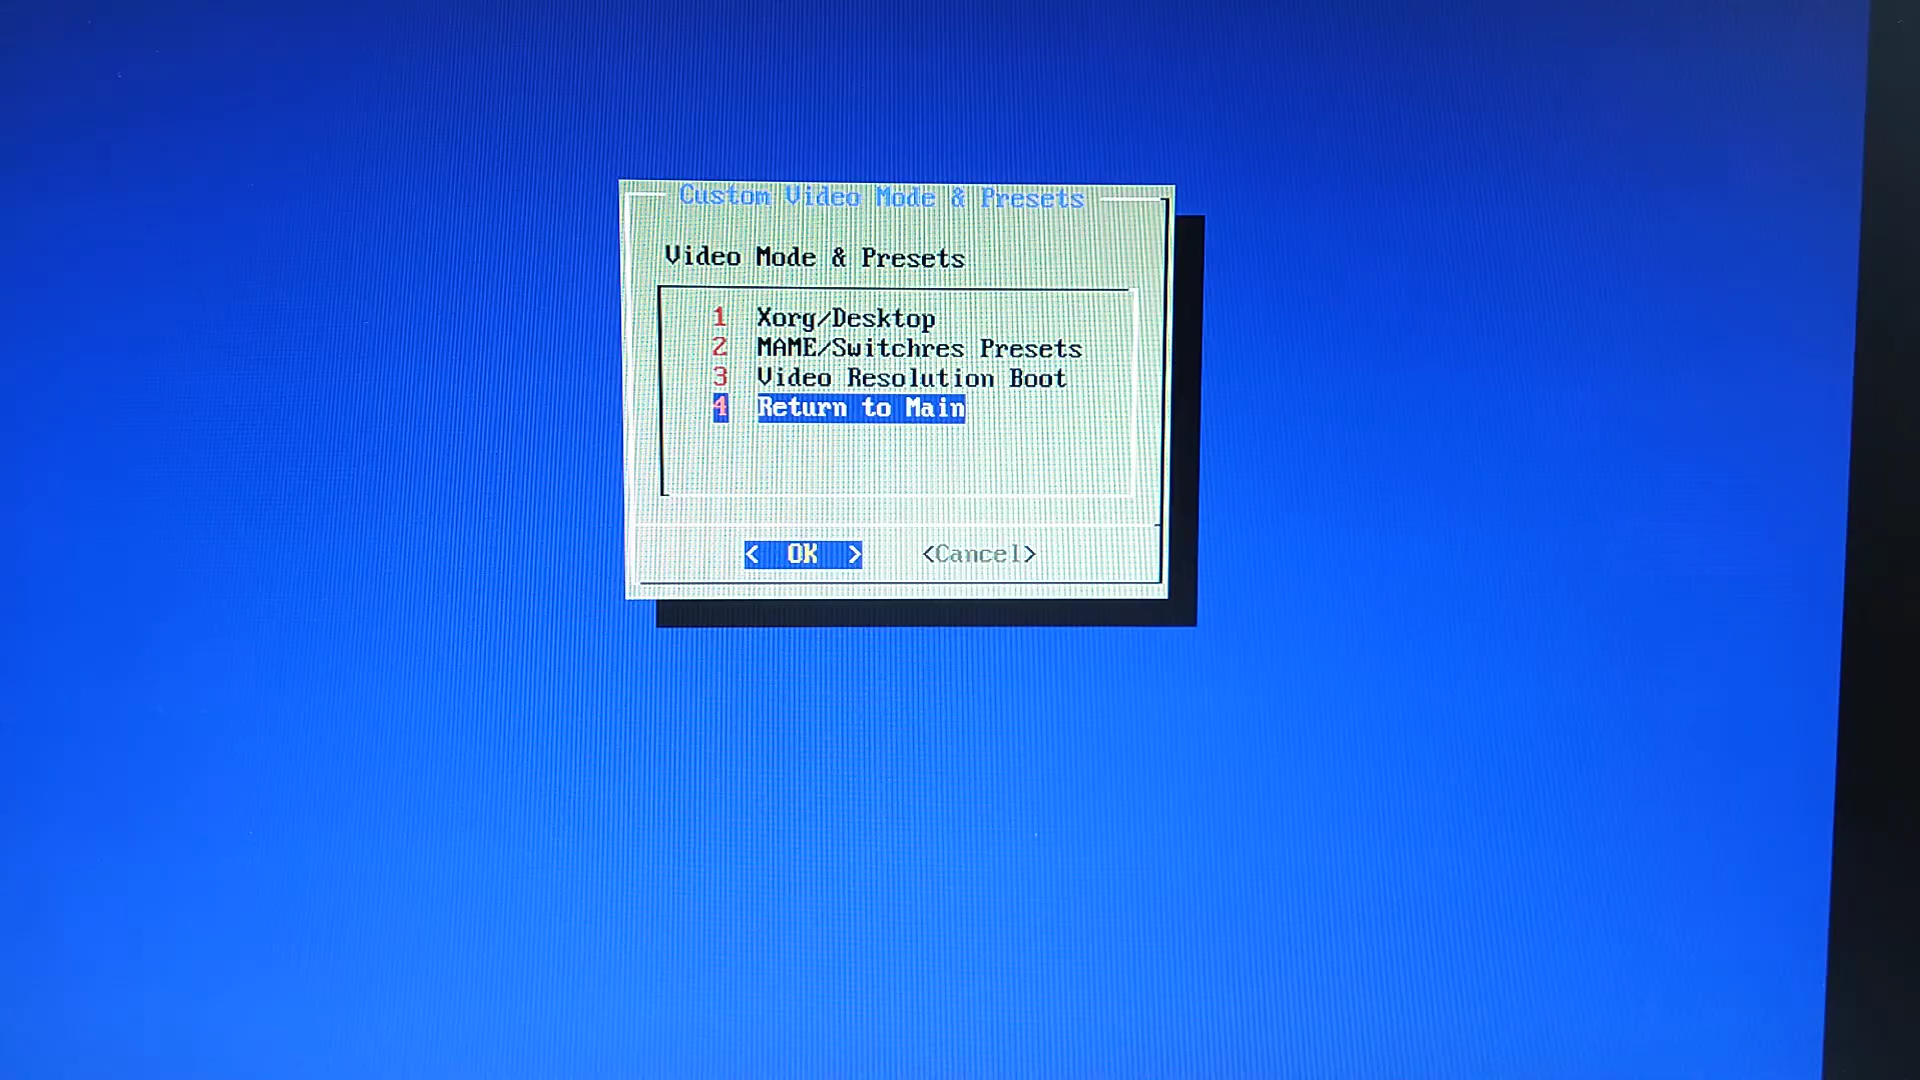 Custom Video Mode & Presets
Video Mode & Presets
1 Xorg/Desktop
2 MAME/Switchres Presets
3 Video Resolution Boot
4 Return to Main
< OK > <Cancel>